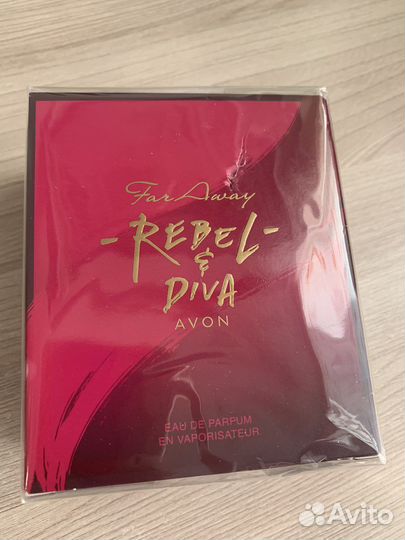 Far Away
-REBEL-
&
DIVA
AVON
EAU DE PARFUM
EN VAPORISATEUR
Avito